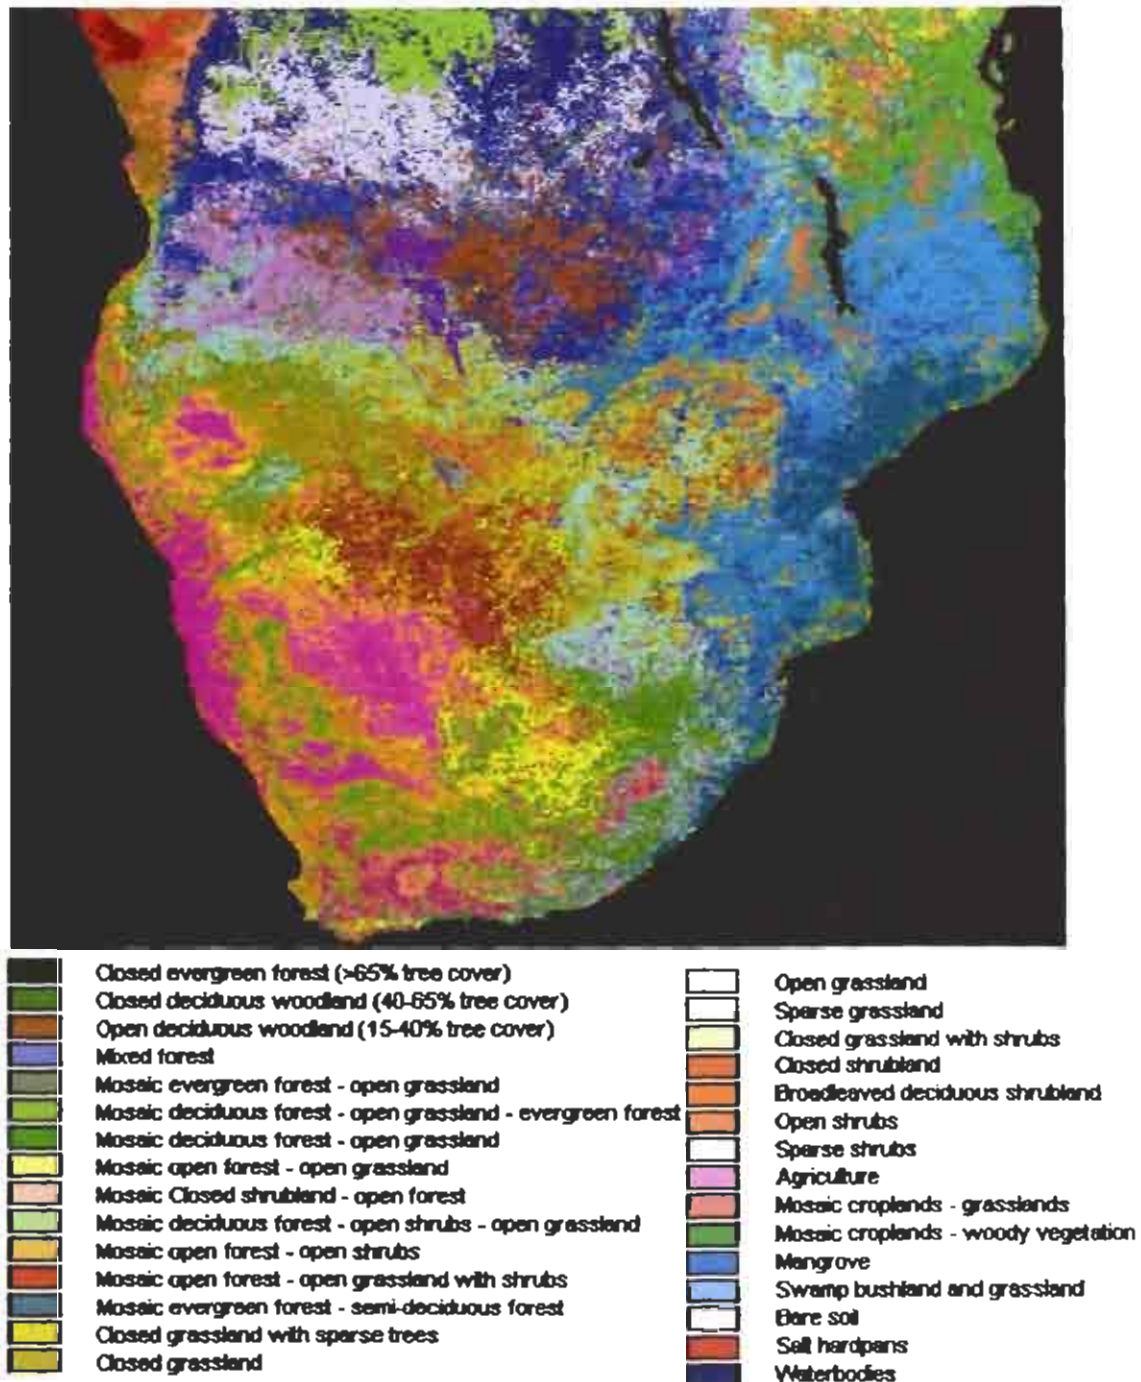 Closed evergreen forest (>65% tree cover)
Closed deciduous woodland (40-65% tree cover)
Open deciduous woodland (15-40% tree cover)
Mixed forest
Mosaic evergreen forest - open grassland
Mosaic deciduous forest - open grassland - evergreen forest
Mosaic deciduous forest - open grassland
Mosaic open forest - open grassland
Mosaic Closed shrubland - open forest
Mosaic deciduous forest - open shrubs - open grassland
Mosaic open forest - open shrubs
Mosaic open forest - open grassland with shrubs
Mosaic evergreen forest - semi-deciduous forest
Closed grassland with sparse trees
Closed grassland
Open grassland
Sparse grassland
Closed grassland with shrubs
Closed shrubland
Broadleaved deciduous shrubland
Open shrubs
Sparse shrubs
Agriculture
Mosaic croplands - grasslands
Mosaic croplands - woody vegetation
Mangrove
Swamp bushland and grassland
Bare soil
Salt hardpans
Waterbodies